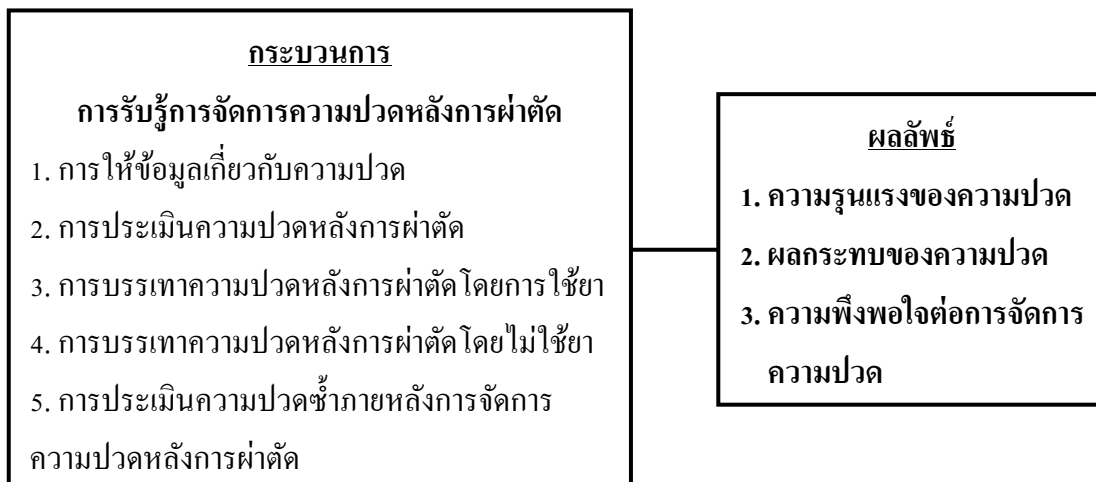 กระบวนการ
การรับรู้การจัดการความปวดหลังการผ่าตัด
1. การให้ข้อมูลเกี่ยวกับความปวด
2. การประเมินความปวดหลังการผ่าตัด
3. การบรรเทาความปวดหลังการผ่าตัดโดยการใช้ยา
4. การบรรเทาความปวดหลังการผ่าตัดโดยไม่ใช้ยา
5. การประเมินความปวดซ้ำภายหลังการจัดการ
ความปวดหลังการผ่าตัด
ผลลัพธ์
1. ความรุนแรงของความปวด
2. ผลกระทบของความปวด
3. ความพึงพอใจต่อการจัดการ
ความปวด